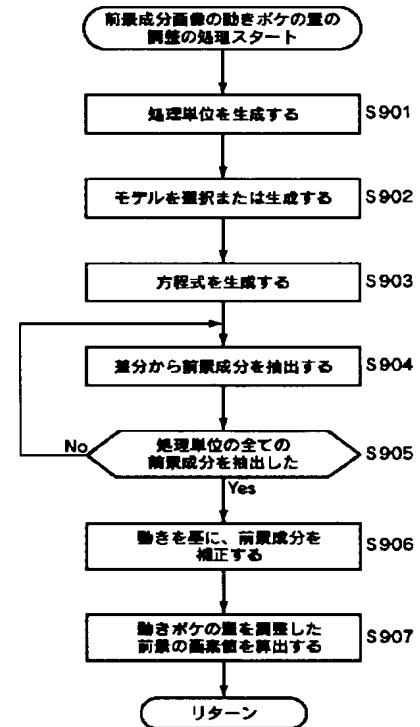 前景成分画像の動きボケの量の
調整の処理スタート
処理単位を生成する
S901
モデルを選択または生成する
S902
方程式を生成する
S903
差分から前景成分を抽出する
S904
処理単位の全ての
前景成分を抽出した
S905
No
Yes
動きを基に、前景成分を
補正する
S906
動きボケの量を調整した
前景の画素値を算出する
S907
リターン